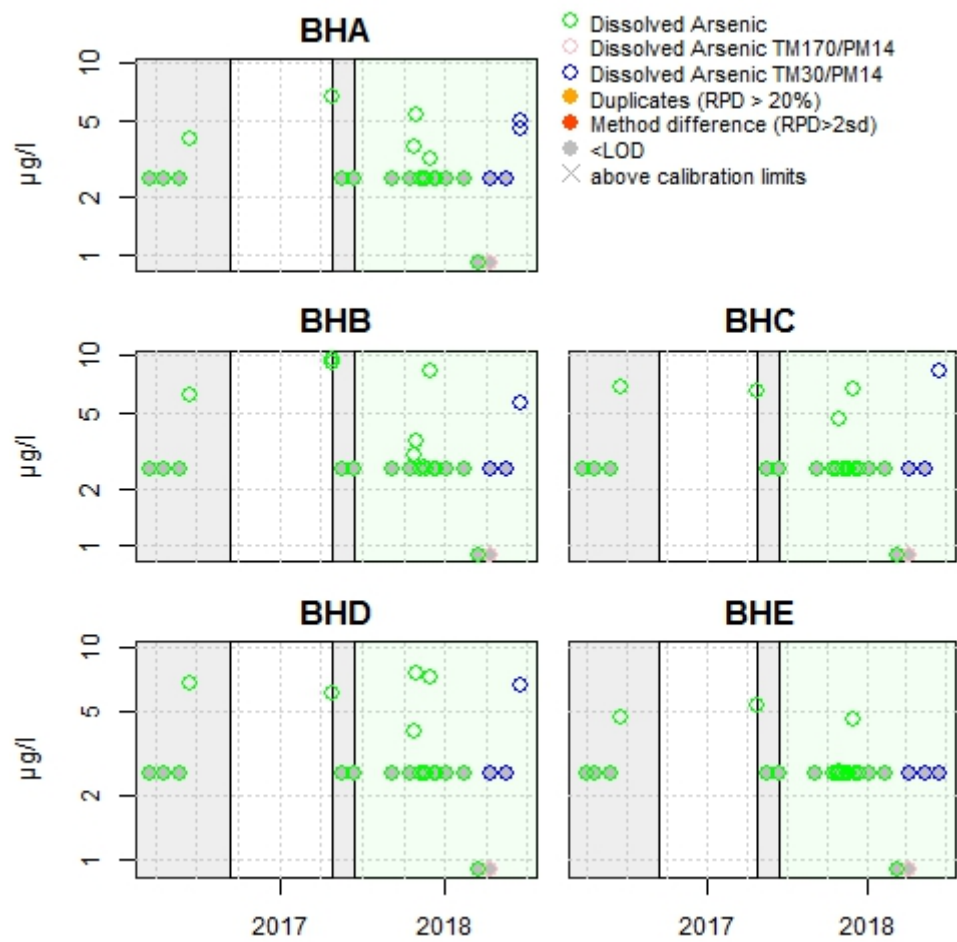 BHA
Dissolved Arsenic
Dissolved Arsenic TM170/PM14
Dissolved Arsenic TM30/PM14
Duplicates (RPD > 20%)
Method difference (RPD>2sd)
<LOD
above calibration limits
µg/l
10
5
2
1
BHB
BHC
µg/l
10
5
2
1
BHD
BHE
µg/l
10
5
2
1
2017
2018
2017
2018